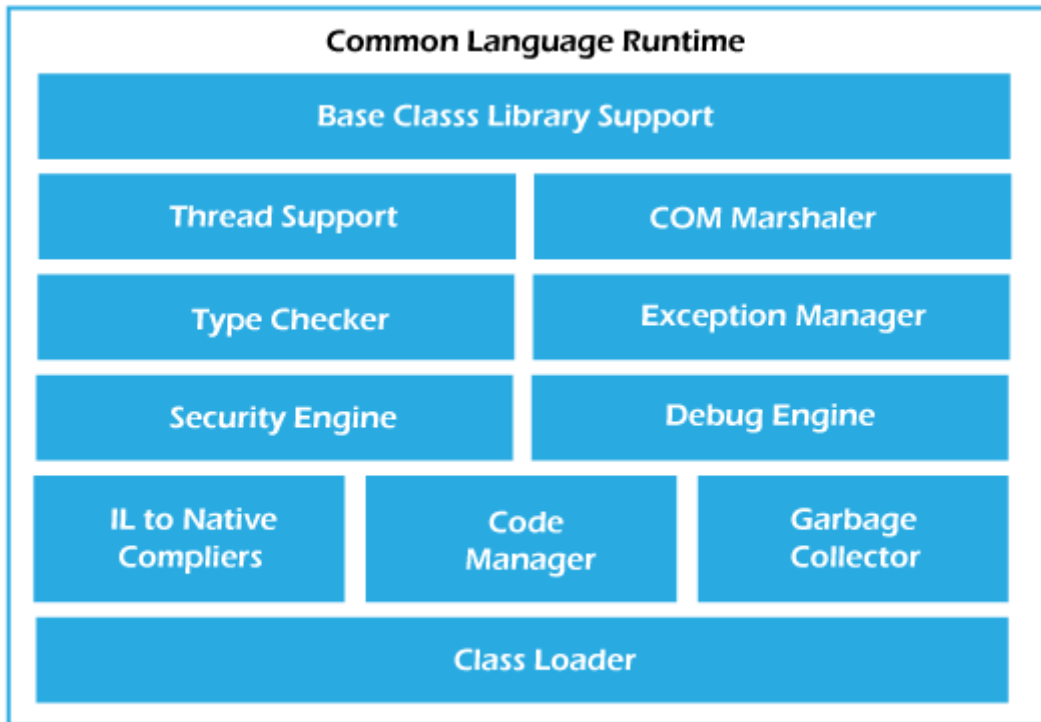 Common Language Runtime
Base Classs Library Support
Thread Support
COM Marshaler
Type Checker
Exception Manager
Security Engine
Debug Engine
IL to Native
Compliers
Code
Manager
Garbage
Collector
Class Loader